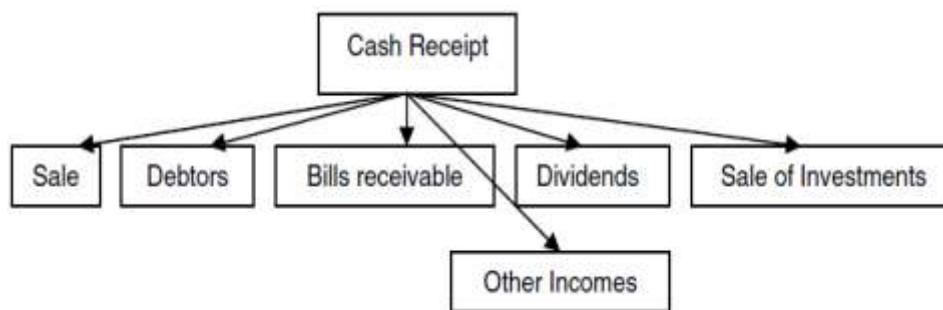 Cash Receipt
Sale
Debtors
Bills receivable
Dividends
Sale of Investments
Other Incomes